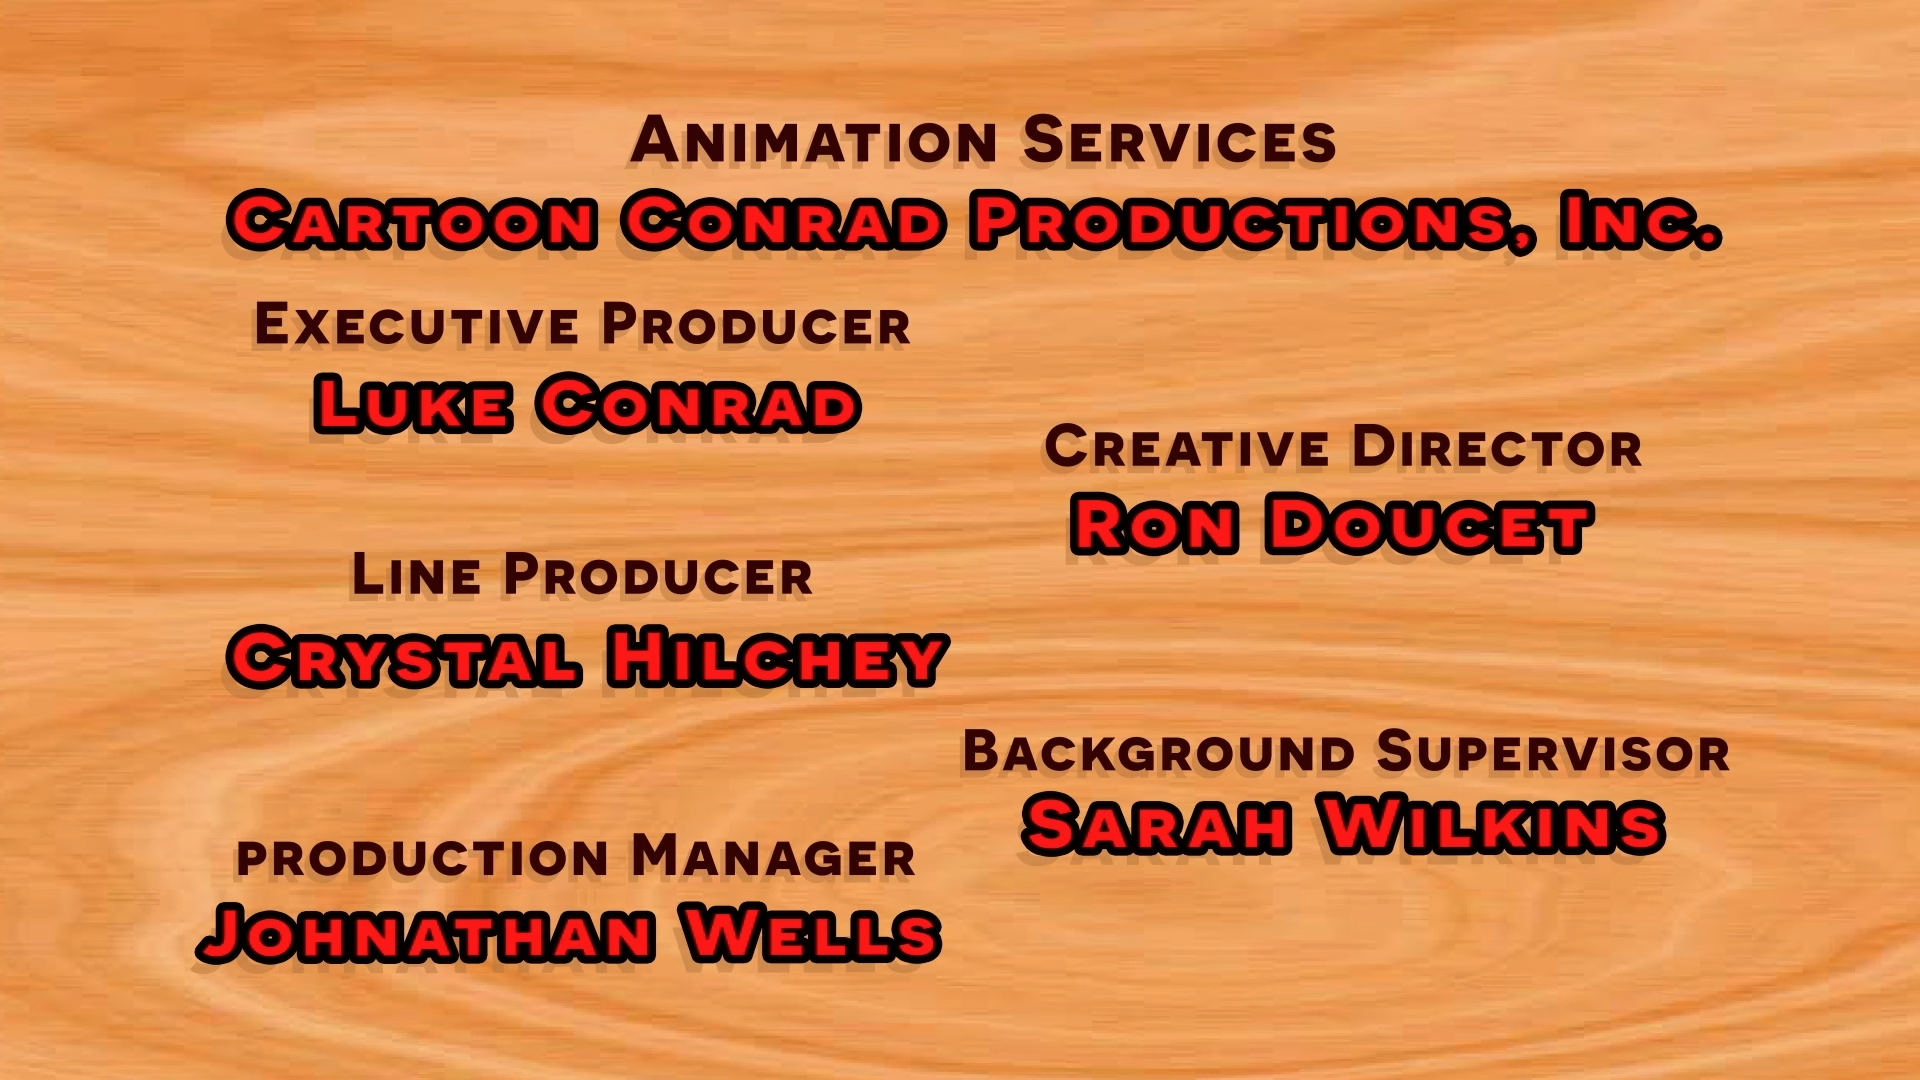 Animation Services
Cartoon Conrad Productions, Inc.
Executive Producer
Luke Conrad
Creative Director
Ron Doucet
Line Producer
Crystal Hilchey
Background Supervisor
Sarah Wilkins
production Manager
Johnathan Wells